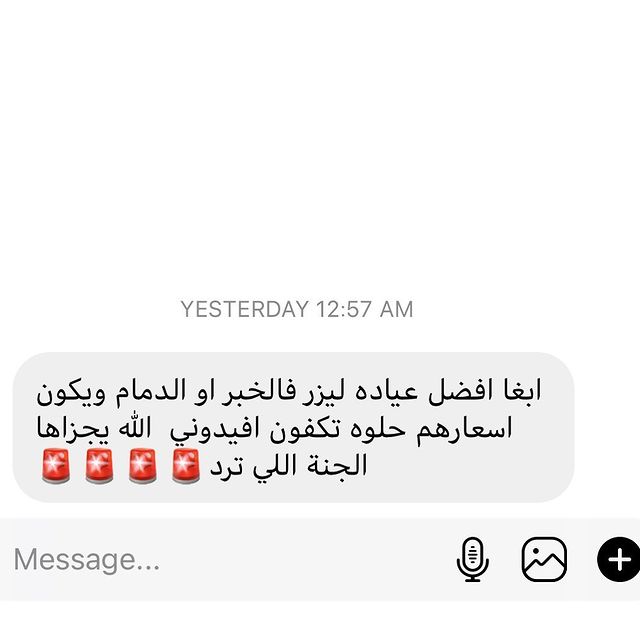 YESTERDAY 12:57 AM
ابغا افضل عياده ليزر فالخبر او الدمام ويكون
اسعارهم حلوه تكفون افيدوني الله يجزاها
الجنة اللي ترد 🚨🚨🚨🚨
Message...